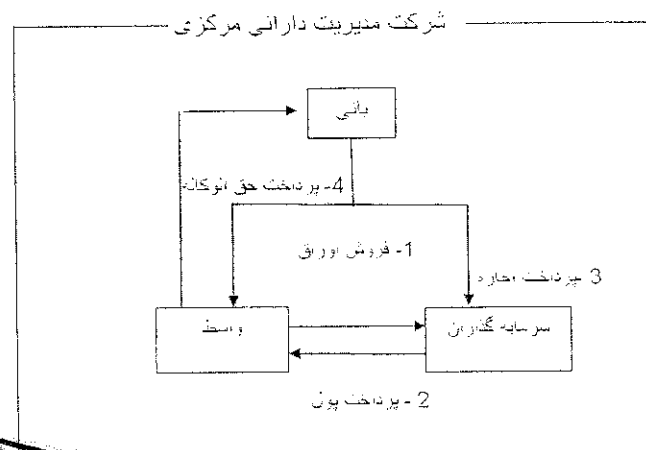 شرکت مدیریت دارائی مرکزی
بانی
4- پرداخت حق الوکاله
1- فروش اوراق
3 -پرداخت اجاره
واسط
سرمایه گذاران
2 - پرداخت پول